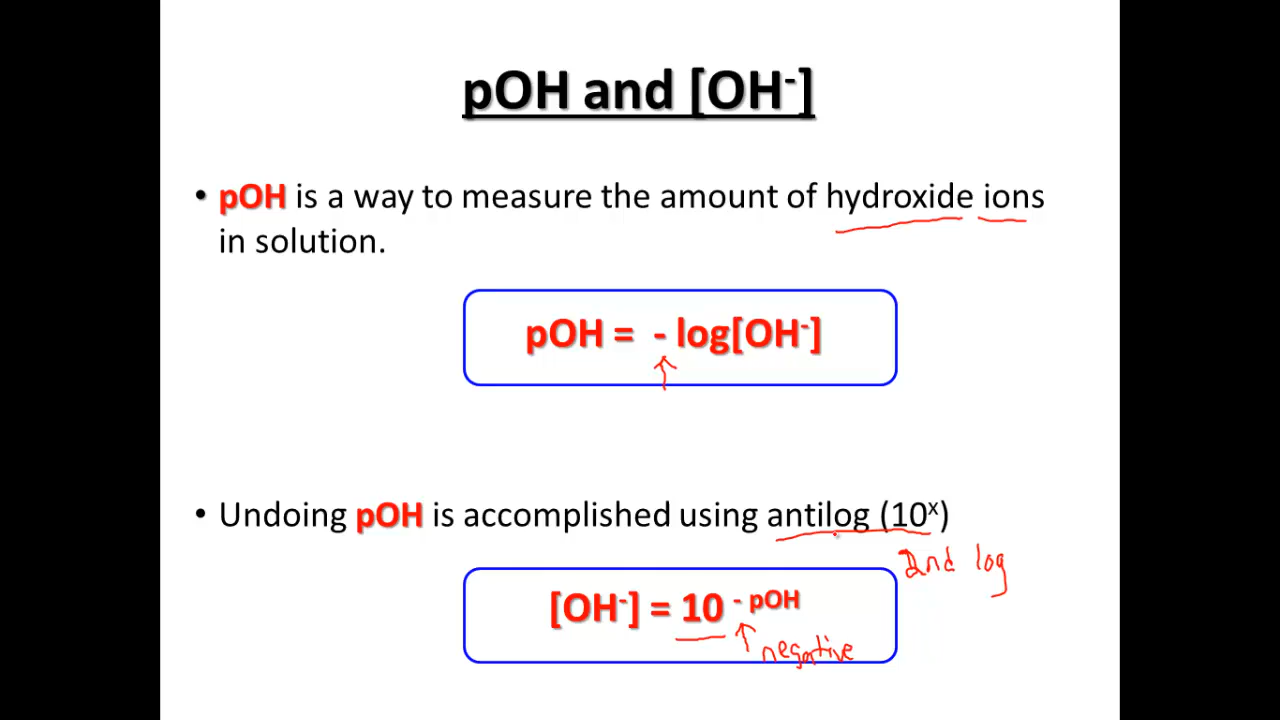 pOH and [OH⁻]
• pOH is a way to measure the amount of hydroxide ions
in solution.
pOH = - log[OH⁻]
• Undoing pOH is accomplished using antilog (10ˣ)
2nd log
[OH⁻] = 10 ⁻ ᵖᴼᴴ
negative